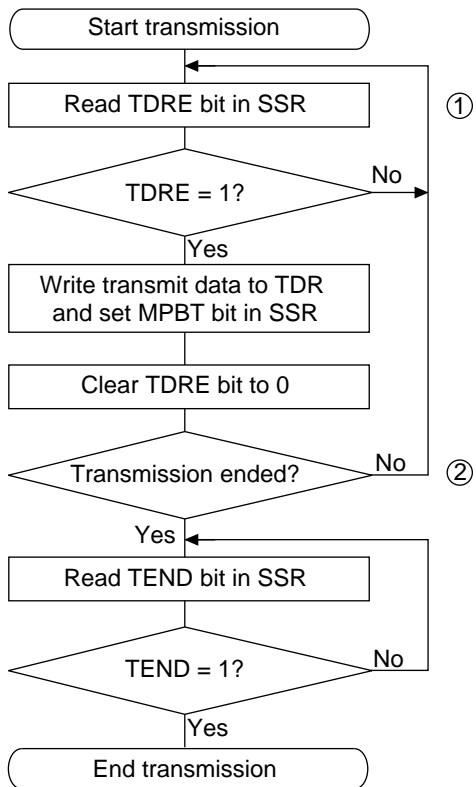 Start transmission
Read TDRE bit in SSR
①
TDRE = 1?
No
Yes
Write transmit data to TDR
and set MPBT bit in SSR
Clear TDRE bit to 0
Transmission ended?
No
②
Yes
Read TEND bit in SSR
TEND = 1?
No
Yes
End transmission